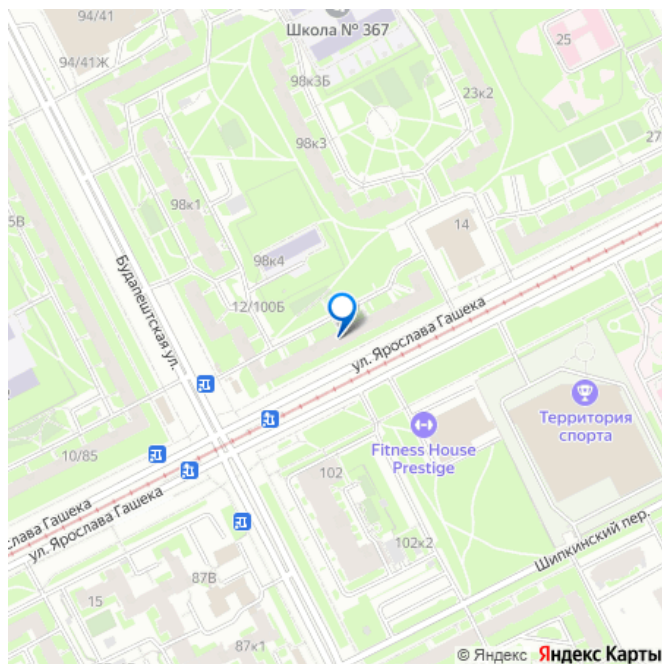 94/41
Школа № 367
25
94/41Ж
98к3Б
23к2
98к3
27
98к1
5В
14
98к4
12/100Б
Будапештская ул.
ул. Ярослава Гашека
Территория
спорта
Fitness House
Prestige
10/85
102
слава Гашека
ул. Ярослава Гашека
102к2
Шипкинский пер.
87В
15
87к1
© Яндекс Яндекс Карты